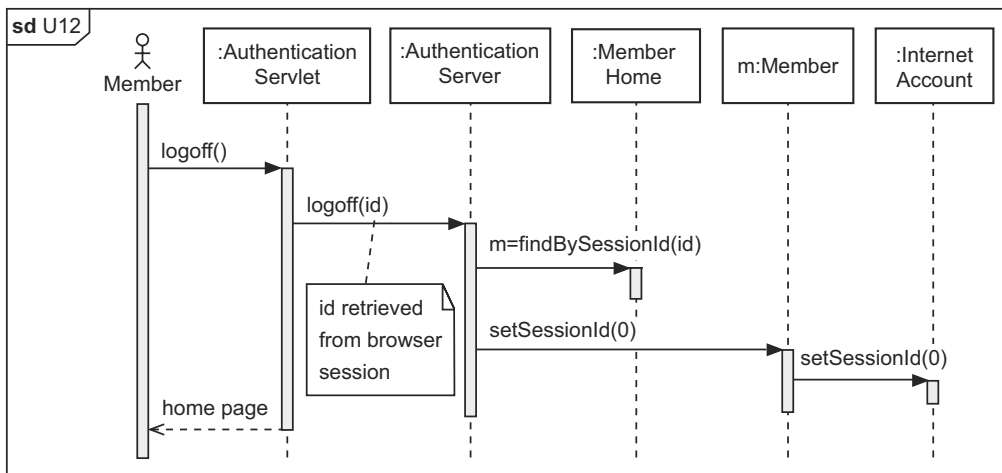 sd U12
Member
:Authentication
Servlet
:Authentication
Server
:Member
Home
m:Member
:Internet
Account
logoff()
logoff(id)
m=findBySessionId(id)
id retrieved
from browser
session
setSessionId(0)
setSessionId(0)
home page